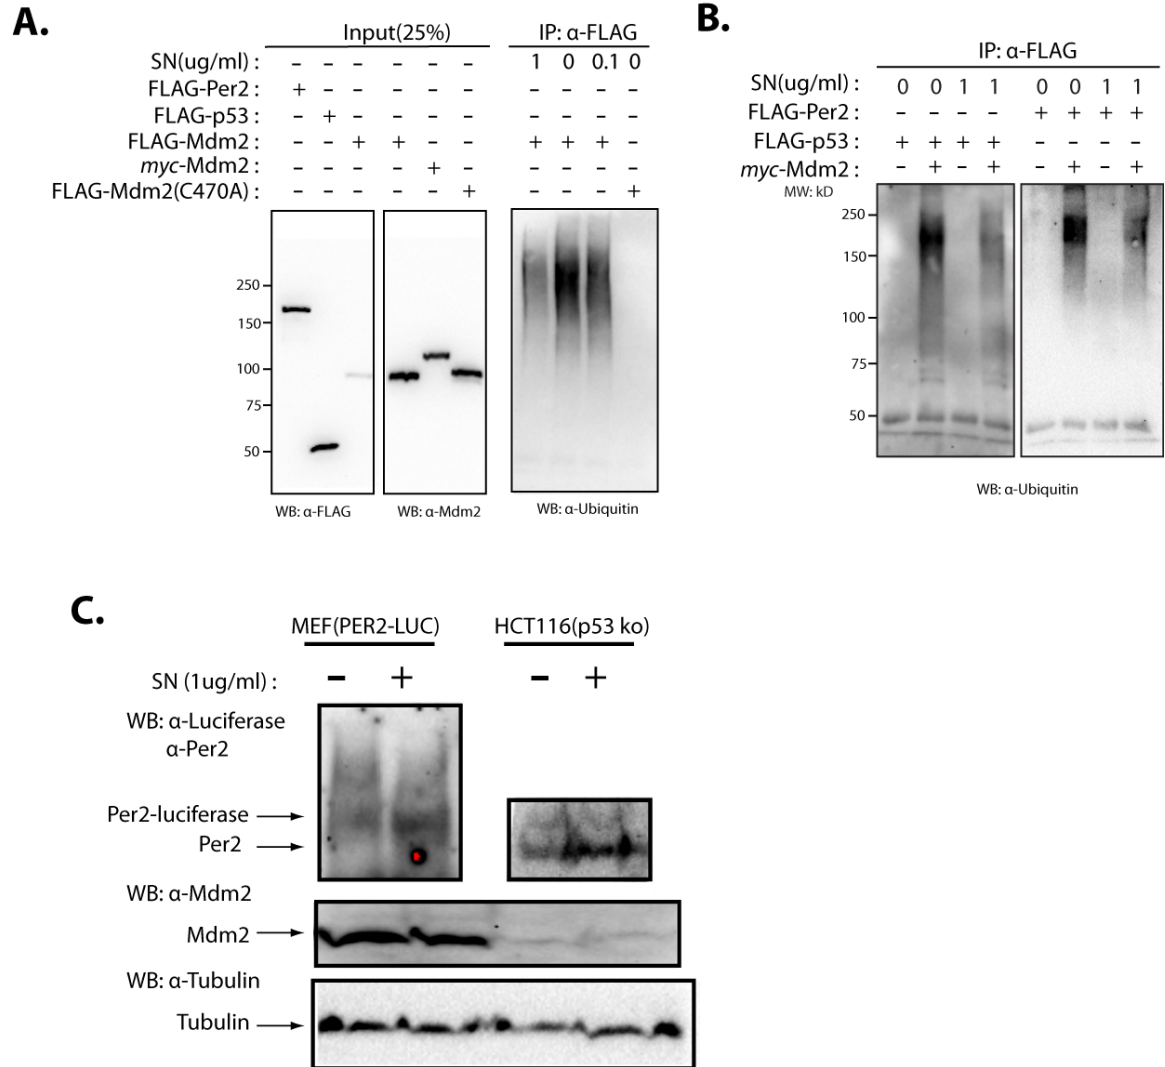 A.
Input(25%) IP: α-FLAG
SN(ug/ml) : – – – – – – 1 0 0.1 0
FLAG-Per2 : + – – – – – – – – –
FLAG-p53 : – + – – – – – – – –
FLAG-Mdm2 : – – + + – – + + + –
myc-Mdm2 : – – – – + – – – – –
FLAG-Mdm2(C470A) : – – – – – + – – – +
250
150
100
75
50
WB: α-FLAG WB: α-Mdm2 WB: α-Ubiquitin
B.
IP: α-FLAG
SN(ug/ml) : 0 0 1 1 0 0 1 1
FLAG-Per2 : – – – – + + + +
FLAG-p53 : + + + + – – – –
myc-Mdm2 : – + – + – + – +
MW: kD
250
150
100
75
50
WB: α-Ubiquitin
C.
MEF(PER2-LUC) HCT116(p53 ko)
SN (1ug/ml) : – + – +
WB: α-Luciferase
α-Per2
Per2-luciferase
Per2
WB: α-Mdm2
Mdm2
WB: α-Tubulin
Tubulin